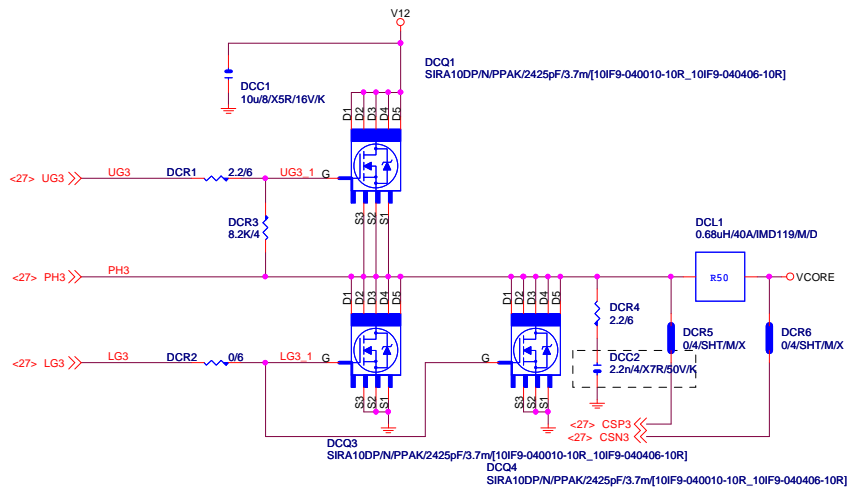 V12
DCQ1
SIRA10DP/N/PPAK/2425pF/3.7m/[10IF9-040010-10R_10IF9-040406-10R]
DCC1
10u/8/X5R/16V/K
D1 D2 D3 D4 D5
<27> UG3 UG3 DCR1 2.2/6 UG3_1 G
S3 S2 S1
DCR3
8.2K/4
DCL1
0.68uH/40A/IMD119/M/D
<27> PH3 PH3 R50 VCORE
D1 D2 D3 D4 D5 D1 D2 D3 D4 D5
DCR4
2.2/6
DCR5
0/4/SHT/M/X
DCR6
0/4/SHT/M/X
<27> LG3 LG3 DCR2 0/6 LG3_1 G G
DCC2
2.2n/4/X7R/50V/K
S3 S2 S1 S3 S2 S1
<27> CSP3
<27> CSN3
DCQ3
SIRA10DP/N/PPAK/2425pF/3.7m/[10IF9-040010-10R_10IF9-040406-10R]
DCQ4
SIRA10DP/N/PPAK/2425pF/3.7m/[10IF9-040010-10R_10IF9-040406-10R]